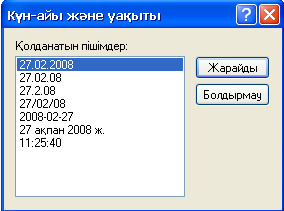 Күн-айы және уақыты
Қолданатын пішімдер:
27.02.2008
27.02.08
27.2.08
27/02/08
2008-02-27
27 ақпан 2008 ж.
11:25:40
Жарайды
Болдырмау